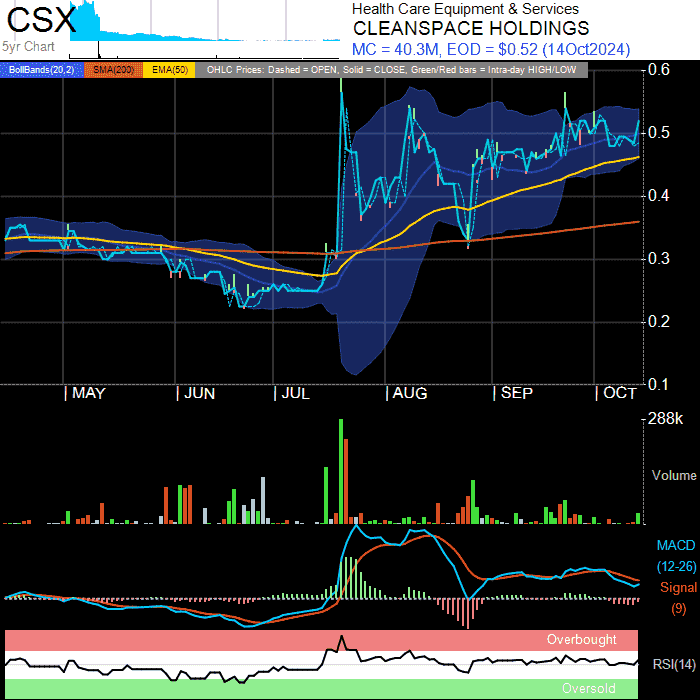 CSX
5yr Chart
Health Care Equipment & Services
CLEANSPACE HOLDINGS
MC = 40.3M, EOD = $0.52 (14Oct2024)
BollBands(20,2) SMA(200) EMA(50) OHLC Prices: Dashed = OPEN, Solid = CLOSE, Green/Red bars = Intra-day HIGH/LOW
0.6
0.5
0.4
0.3
0.2
0.1
MAY JUN JUL AUG SEP OCT
288k
Volume
MACD
(12-26)
Signal
(9)
Overbought
RSI(14)
Oversold